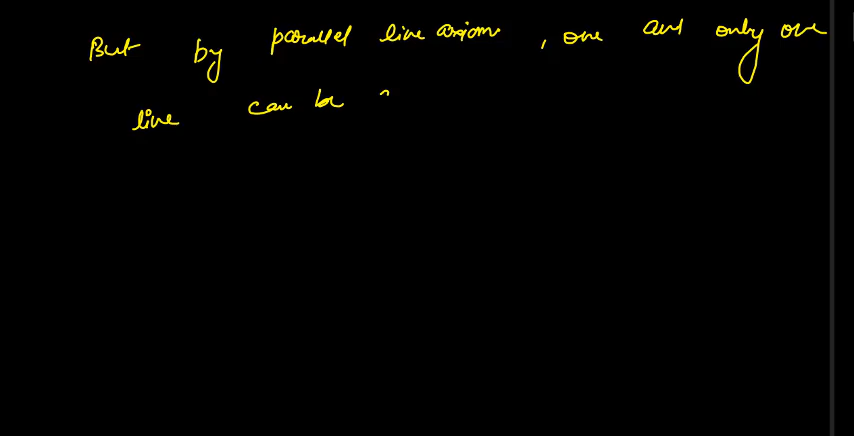 But by parallel line axiom, one and only one
line can be